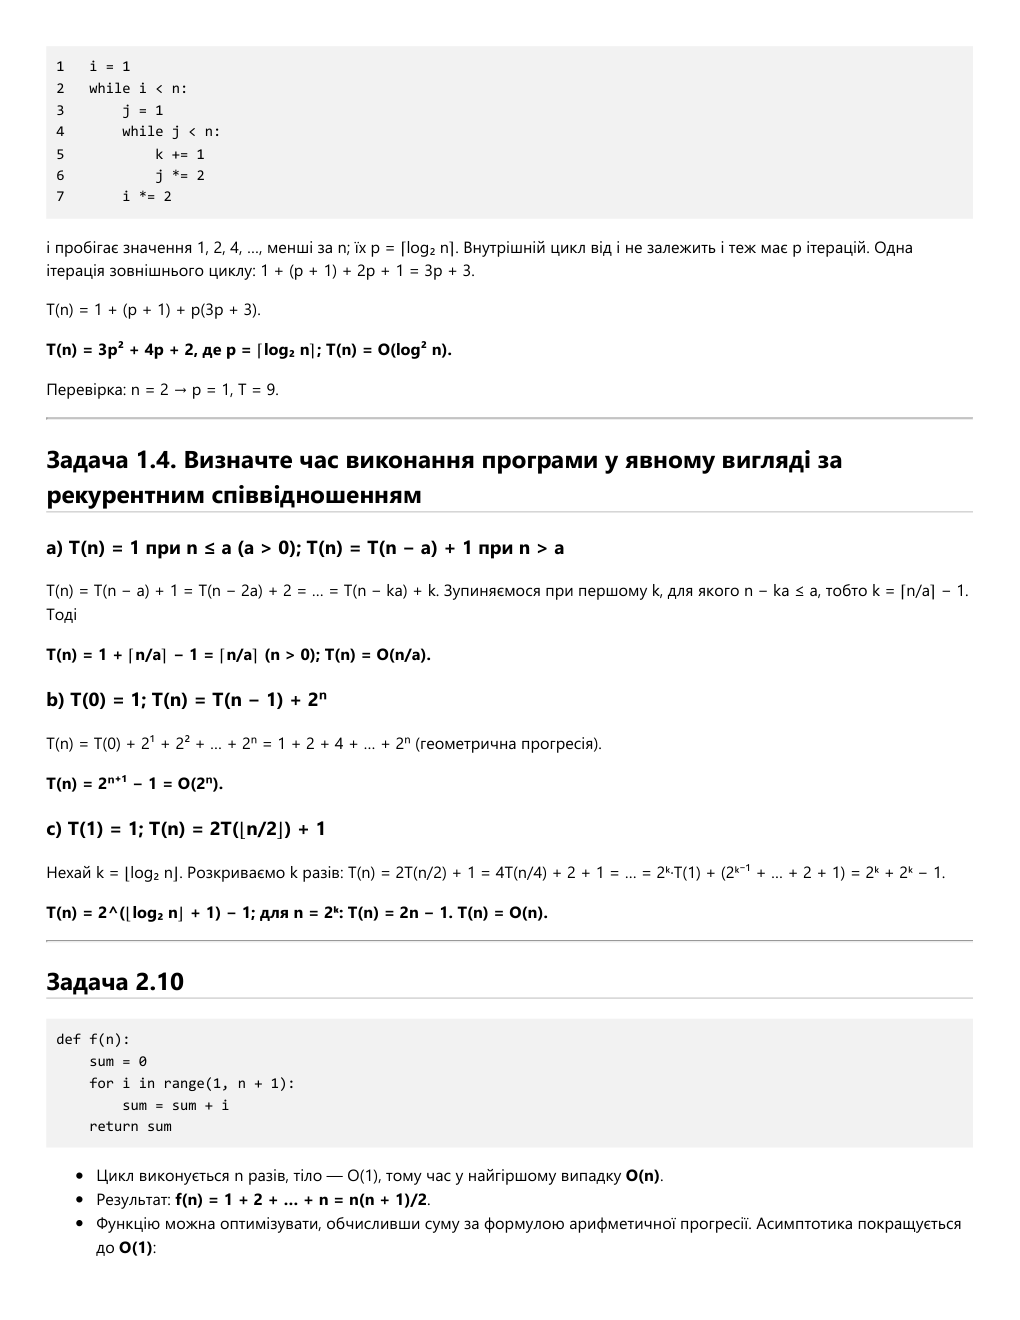 1   i = 1
2   while i < n:
3       j = 1
4       while j < n:
5           k += 1
6           j *= 2
7       i *= 2
i пробігає значення 1, 2, 4, …, менші за n; їх p = ⌈log₂ n⌉. Внутрішній цикл від i не залежить і теж має p ітерацій. Одна
ітерація зовнішнього циклу: 1 + (p + 1) + 2p + 1 = 3p + 3.
T(n) = 1 + (p + 1) + p(3p + 3).
T(n) = 3p² + 4p + 2, де p = ⌈log₂ n⌉; T(n) = O(log² n).
Перевірка: n = 2 → p = 1, T = 9.
Задача 1.4. Визначте час виконання програми у явному вигляді за
рекурентним співвідношенням
a) T(n) = 1 при n ≤ a (a > 0); T(n) = T(n − a) + 1 при n > a
T(n) = T(n − a) + 1 = T(n − 2a) + 2 = … = T(n − ka) + k. Зупиняємося при першому k, для якого n − ka ≤ a, тобто k = ⌈n/a⌉ − 1.
Тоді
T(n) = 1 + ⌈n/a⌉ − 1 = ⌈n/a⌉ (n > 0); T(n) = O(n/a).
b) T(0) = 1; T(n) = T(n − 1) + 2ⁿ
T(n) = T(0) + 2¹ + 2² + … + 2ⁿ = 1 + 2 + 4 + … + 2ⁿ (геометрична прогресія).
T(n) = 2ⁿ⁺¹ − 1 = O(2ⁿ).
c) T(1) = 1; T(n) = 2T(⌊n/2⌋) + 1
Нехай k = ⌊log₂ n⌋. Розкриваємо k разів: T(n) = 2T(n/2) + 1 = 4T(n/4) + 2 + 1 = … = 2ᵏ·T(1) + (2ᵏ⁻¹ + … + 2 + 1) = 2ᵏ + 2ᵏ − 1.
T(n) = 2^(⌊log₂ n⌋ + 1) − 1; для n = 2ᵏ: T(n) = 2n − 1. T(n) = O(n).
Задача 2.10
def f(n):
    sum = 0
    for i in range(1, n + 1):
        sum = sum + i
    return sum
• Цикл виконується n разів, тіло — O(1), тому час у найгіршому випадку O(n).
• Результат: f(n) = 1 + 2 + … + n = n(n + 1)/2.
• Функцію можна оптимізувати, обчисливши суму за формулою арифметичної прогресії. Асимптотика покращується
до O(1):